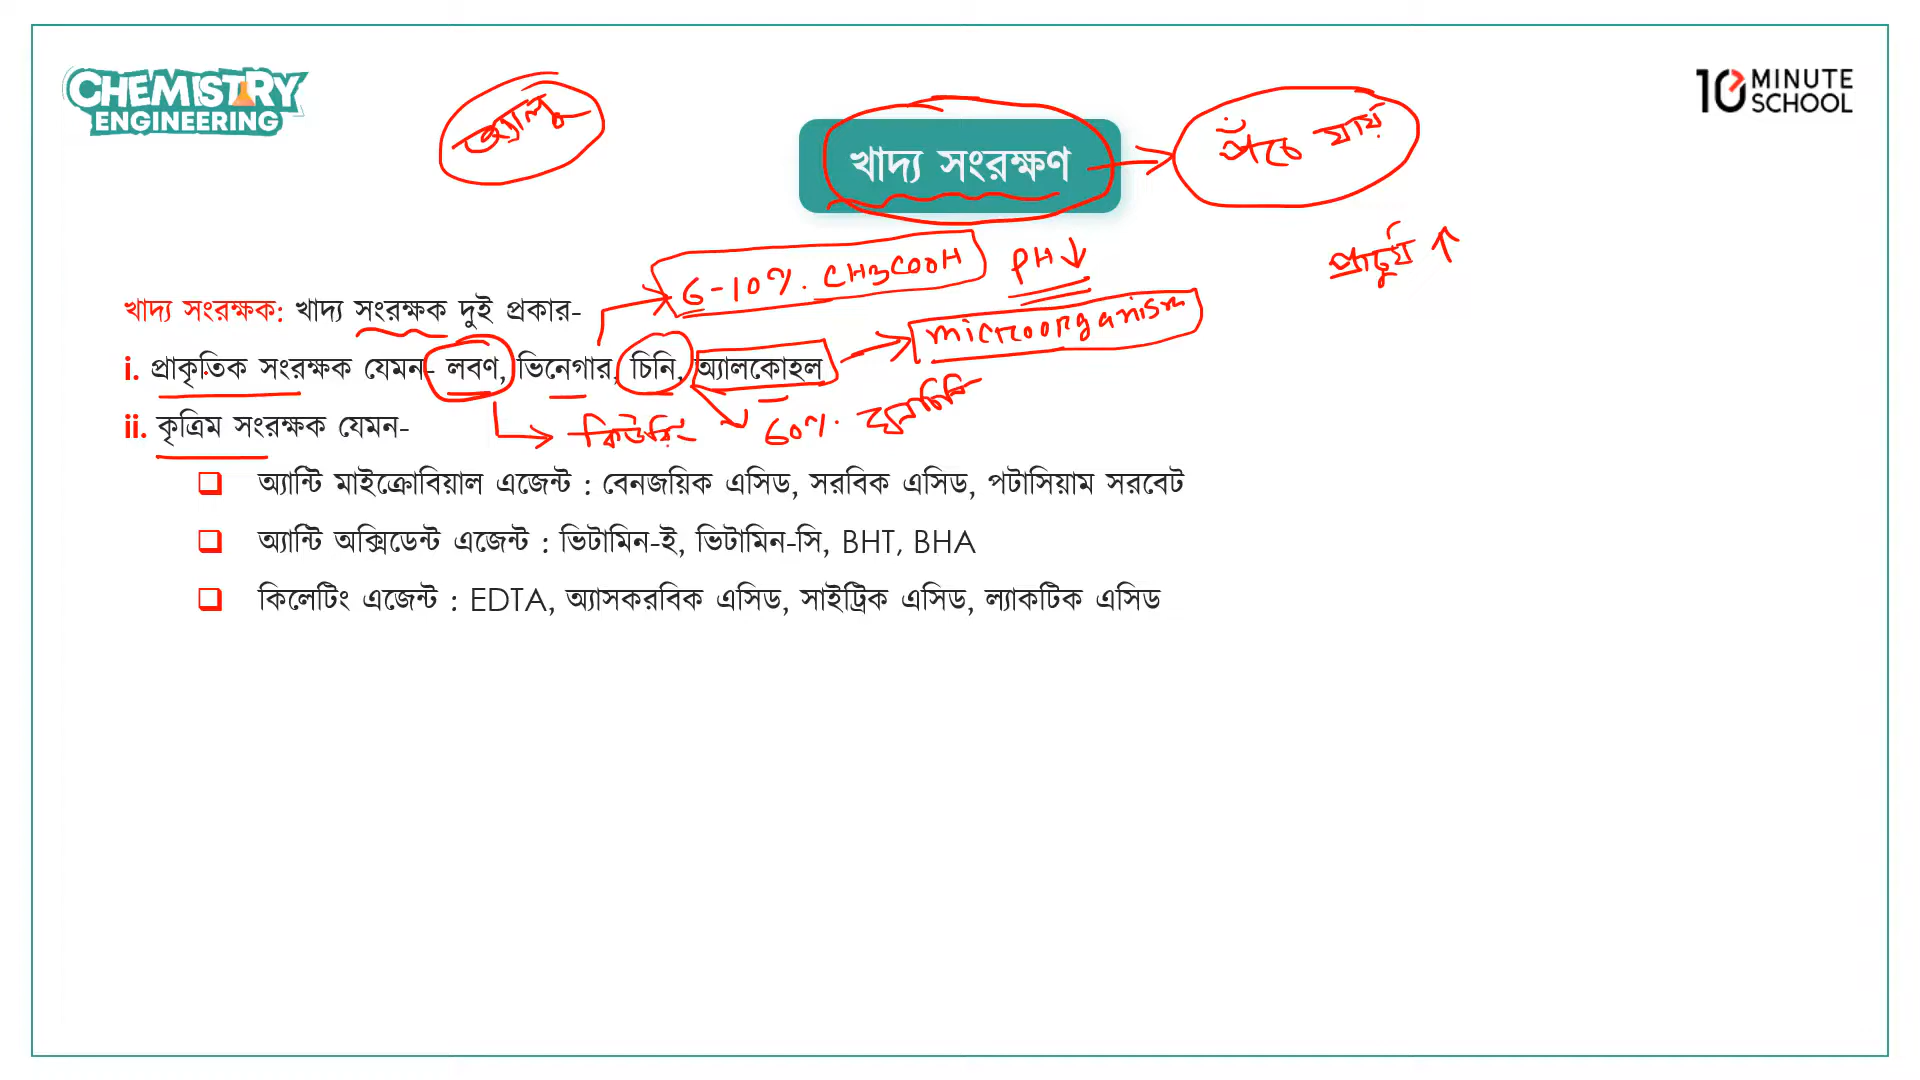 CHEMISTRY
ENGINEERING
10 MINUTE
SCHOOL
আলু
খাদ্য সংরক্ষণ
পঁচে যায়
প্রাচুর্য ↑
6-10%. CH3COOH
PH↓
খাদ্য সংরক্ষক: খাদ্য সংরক্ষক দুই প্রকার-
microorganism
i. প্রাকৃতিক সংরক্ষক যেমন- লবণ, ভিনেগার, চিনি, অ্যালকোহল
ii. কৃত্রিম সংরক্ষক যেমন-
কিউরিং
60%.
❑ অ্যান্টি মাইক্রোবিয়াল এজেন্ট : বেনজয়িক এসিড, সরবিক এসিড, পটাসিয়াম সরবেট
❑ অ্যান্টি অক্সিডেন্ট এজেন্ট : ভিটামিন-ই, ভিটামিন-সি, BHT, BHA
❑ কিলেটিং এজেন্ট : EDTA, অ্যাসকরবিক এসিড, সাইট্রিক এসিড, ল্যাকটিক এসিড